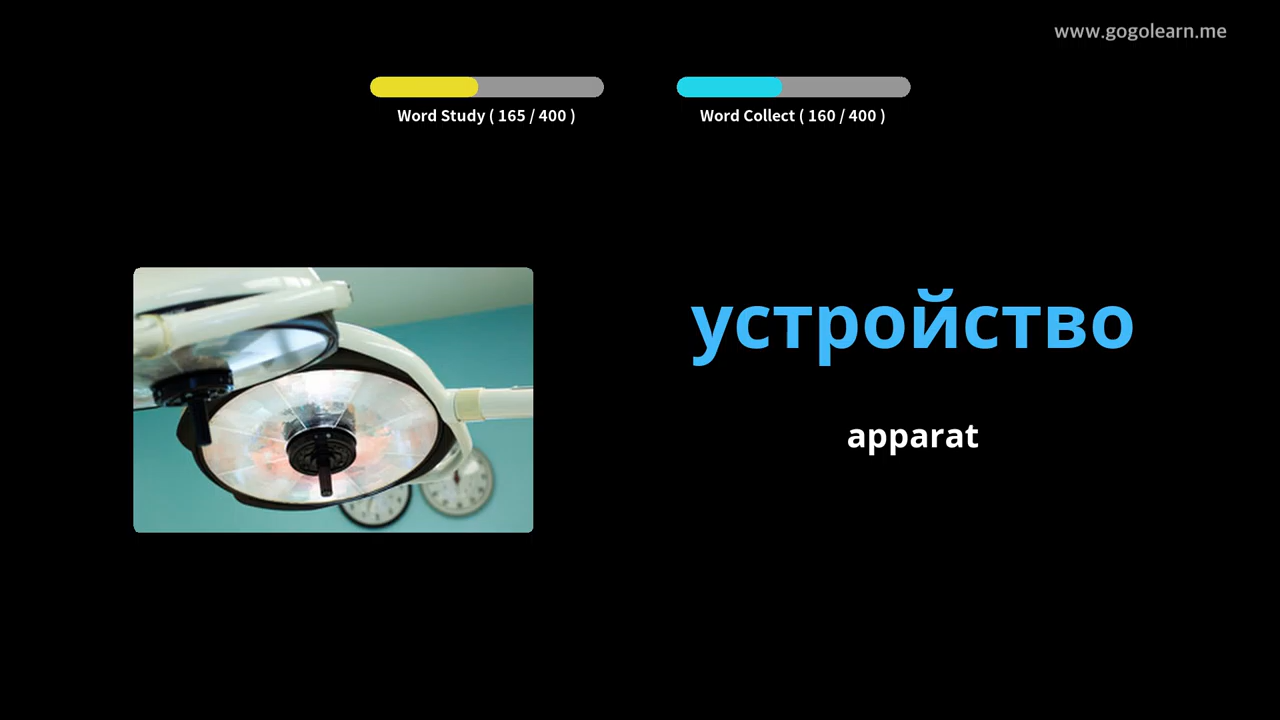 www.gogolearn.me
Word Study ( 165 / 400 )
Word Collect ( 160 / 400 )
устройство
apparat